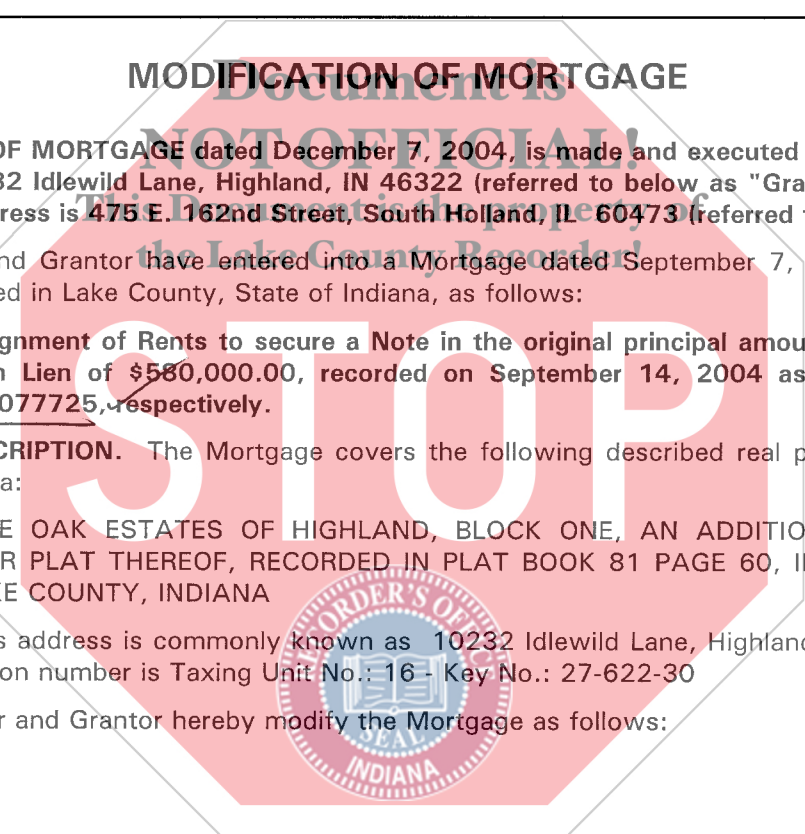 MODIFICATION OF MORTGAGE
Document is
NOT OFFICIAL!
This Document is the property of
the Lake County Recorder!
OF MORTGAGE dated December 7, 2004, is made and executed
32 Idlewild Lane, Highland, IN 46322 (referred to below as "Gra
ress is 475 E. 162nd Street, South Holland, IL 60473 (referred
nd Grantor have entered into a Mortgage dated September 7,
ed in Lake County, State of Indiana, as follows:
gnment of Rents to secure a Note in the original principal amou
n Lien of $580,000.00, recorded on September 14, 2004 as
077725, respectively.
CRIPTION. The Mortgage covers the following described real p
a:
E OAK ESTATES OF HIGHLAND, BLOCK ONE, AN ADDITIO
R PLAT THEREOF, RECORDED IN PLAT BOOK 81 PAGE 60, I
KE COUNTY, INDIANA
s address is commonly known as 10232 Idlewild Lane, Highland
on number is Taxing Unit No.: 16 - Key No.: 27-622-30
r and Grantor hereby modify the Mortgage as follows:
STOP
RECORDER'S OFFICE
SEAL
INDIANA